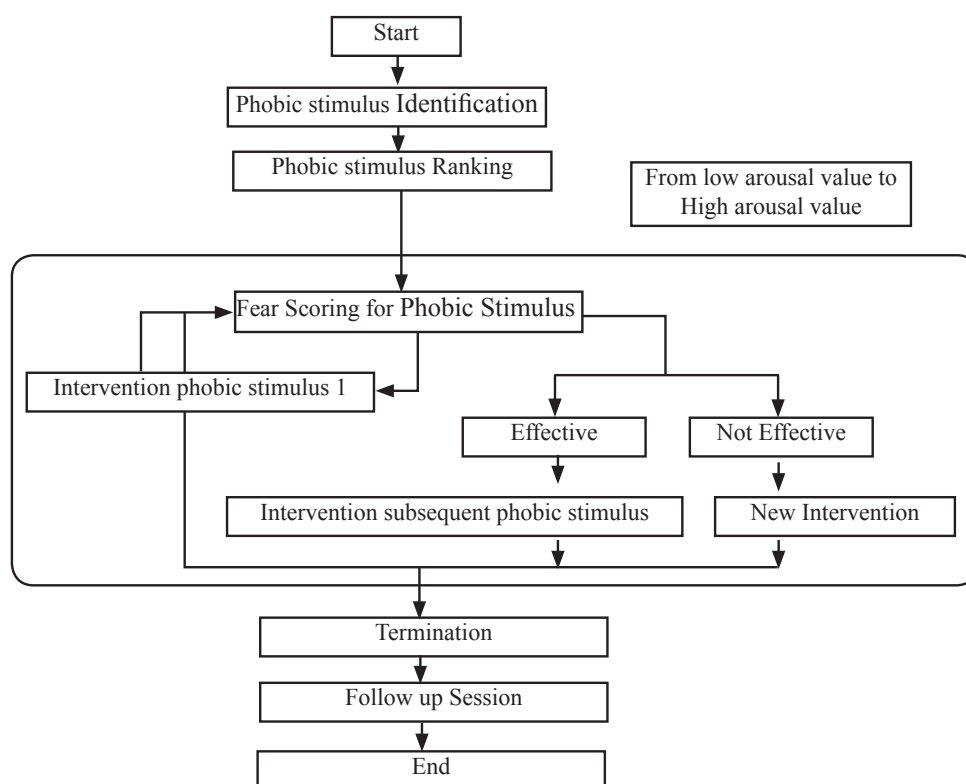 Start
Phobic stimulus Identification
Phobic stimulus Ranking
From low arousal value to
High arousal value
Fear Scoring for Phobic Stimulus
Intervention phobic stimulus 1
Effective
Not Effective
Intervention subsequent phobic stimulus
New Intervention
Termination
Follow up Session
End